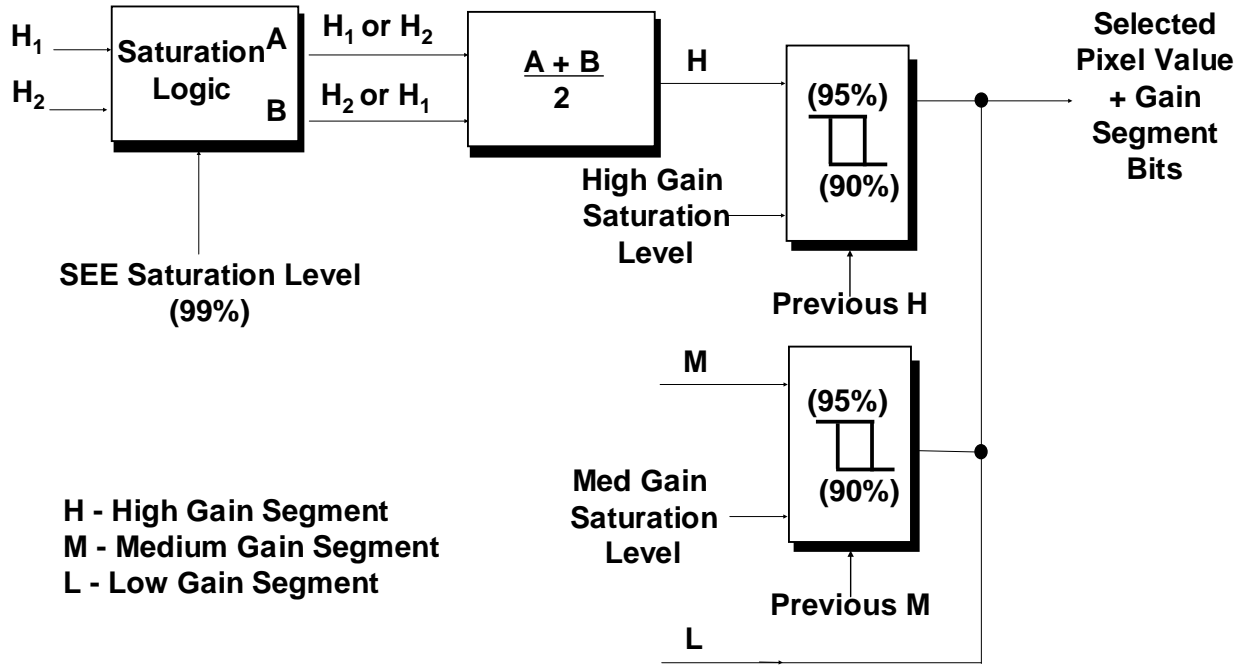 H1
H2
Saturation
Logic
A
B
H1 or H2
H2 or H1
A + B
2
H
(95%)
(90%)
High Gain
Saturation
Level
Previous H
Selected
Pixel Value
+ Gain
Segment
Bits
SEE Saturation Level
(99%)
M
(95%)
(90%)
Med Gain
Saturation
Level
Previous M
L
H - High Gain Segment
M - Medium Gain Segment
L - Low Gain Segment